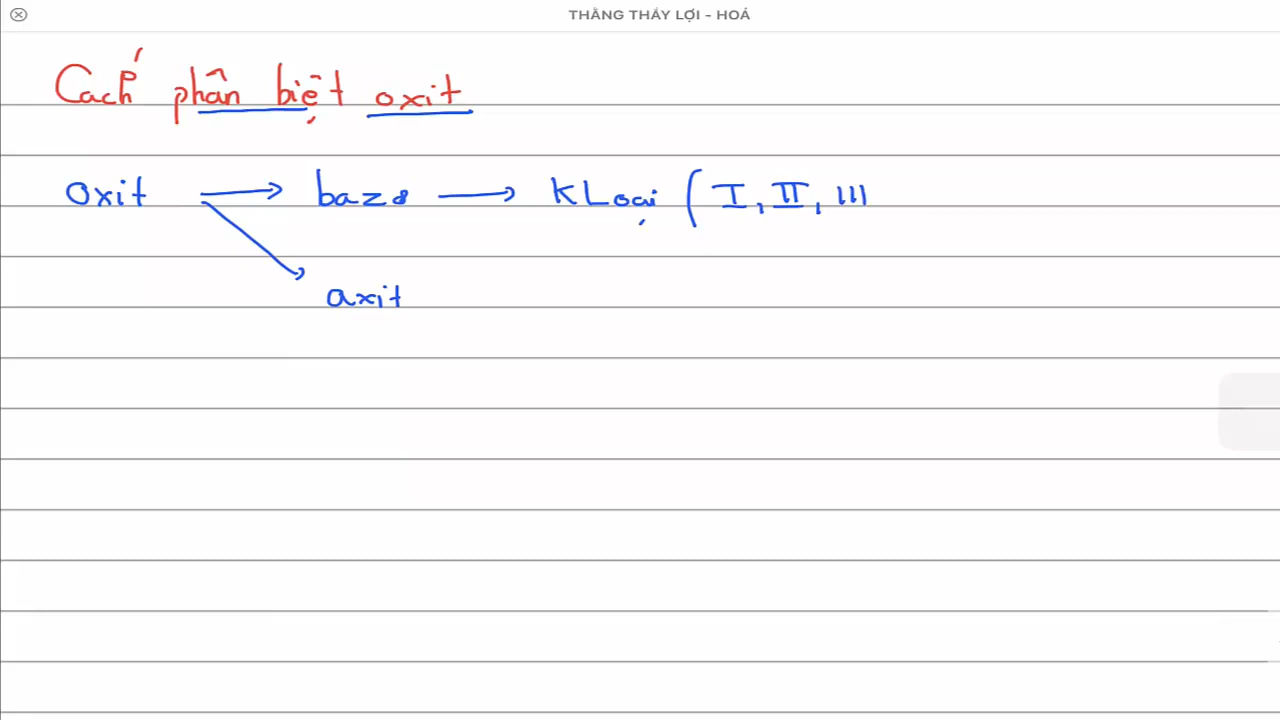 THẰNG THẦY LỢI - HOÁ
Cách phân biệt oxit
oxit → bazơ → KLoại ( I, II, III
axit